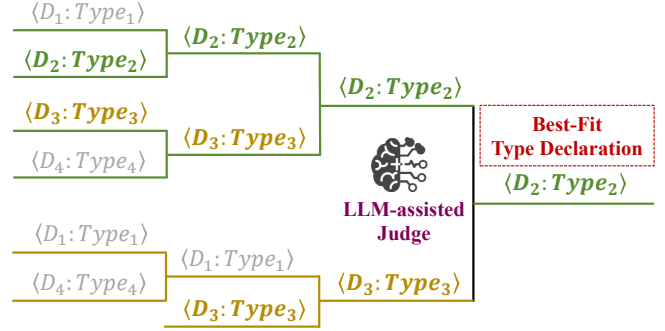 ⟨D₁: Type₁⟩
⟨D₂: Type₂⟩
⟨D₂: Type₂⟩
⟨D₂: Type₂⟩
⟨D₃: Type₃⟩
⟨D₃: Type₃⟩
⟨D₄: Type₄⟩
Best-Fit
Type Declaration
⟨D₂: Type₂⟩
LLM-assisted
Judge
⟨D₁: Type₁⟩
⟨D₁: Type₁⟩
⟨D₄: Type₄⟩
⟨D₃: Type₃⟩
⟨D₃: Type₃⟩